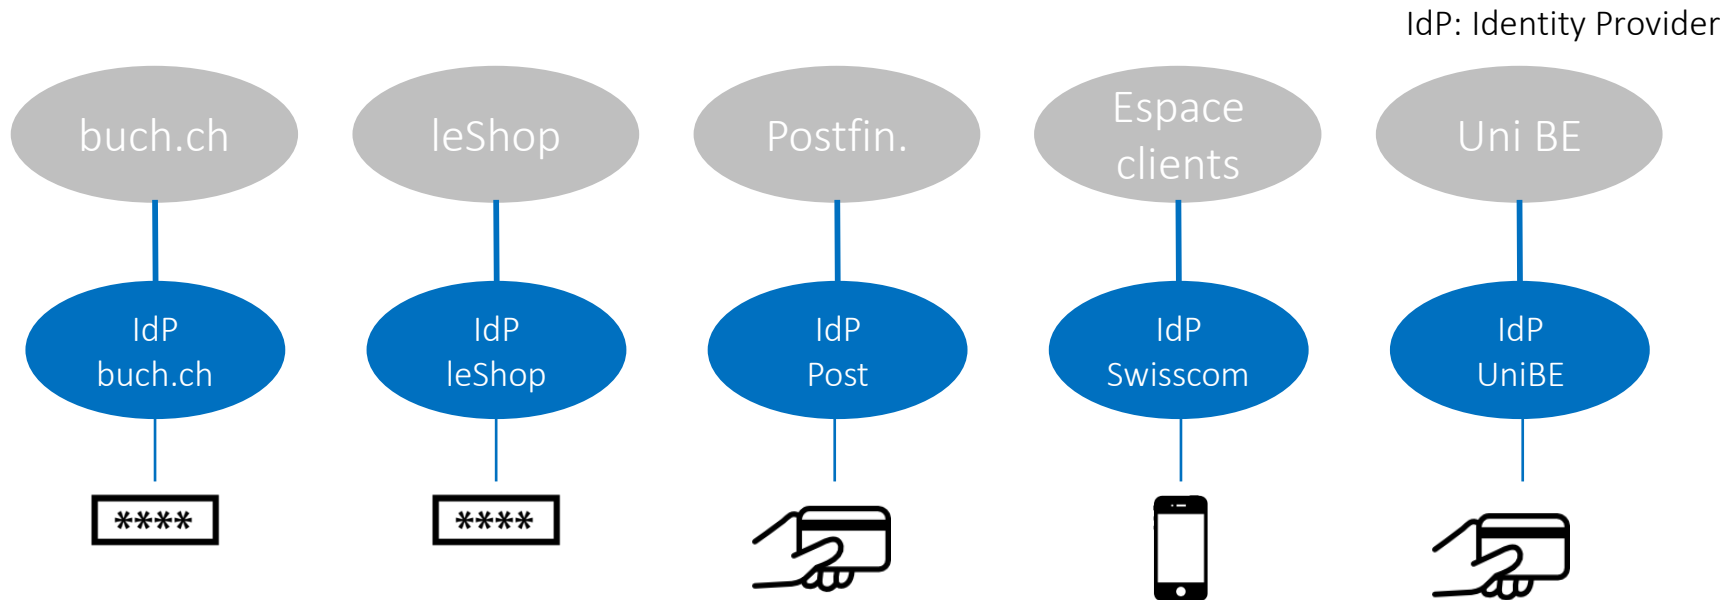 IdP: Identity Provider
buch.ch
leShop
Postfin.
Espace
clients
Uni BE
IdP
buch.ch
IdP
leShop
IdP
Post
IdP
Swisscom
IdP
UniBE
****
****